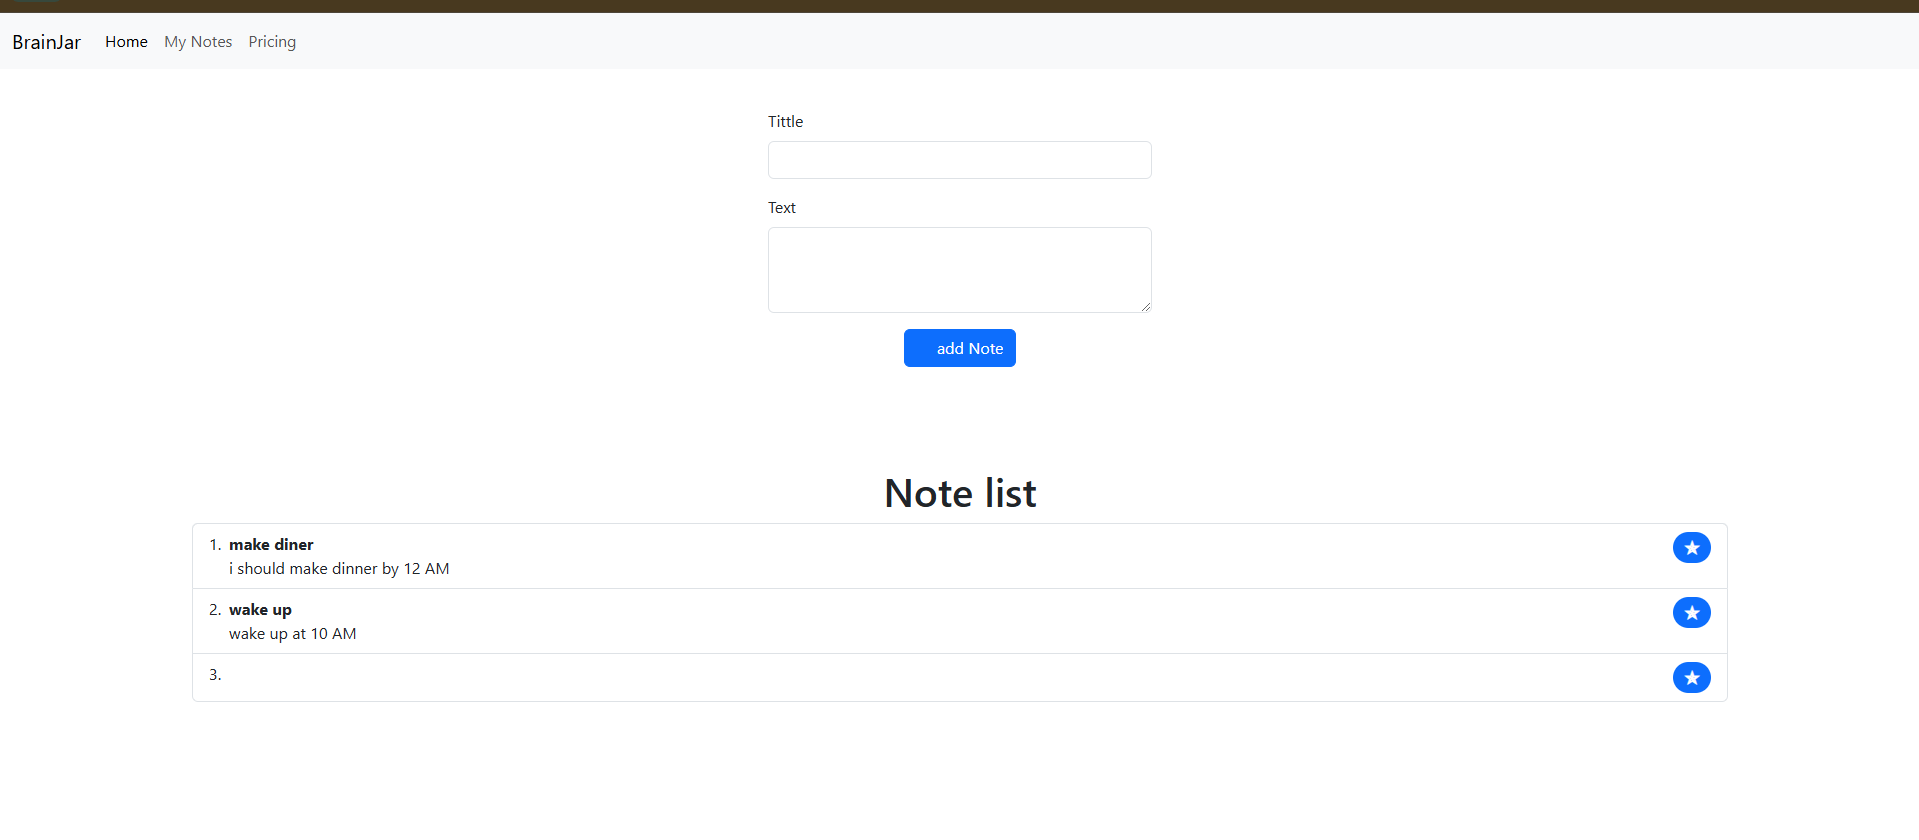 BrainJar Home My Notes Pricing
Tittle
Text
add Note
Note list
1. make diner
i should make dinner by 12 AM
2. wake up
wake up at 10 AM
3.